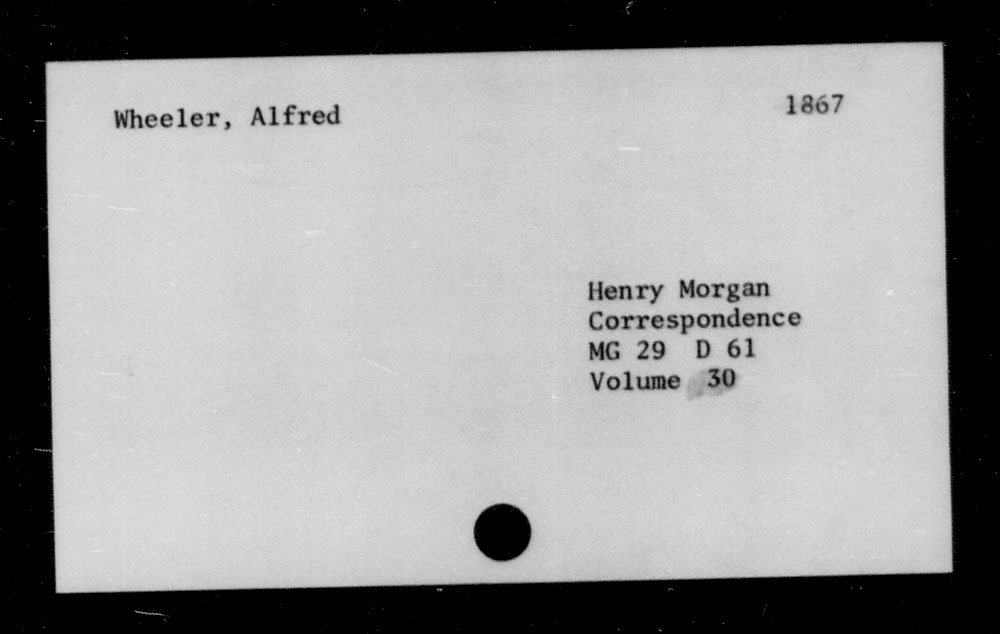 Wheeler, Alfred 1867
Henry Morgan
Correspondence
MG 29 D 61
Volume 30